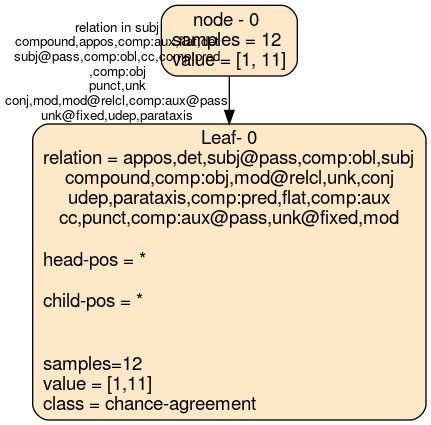 node - 0
samples = 12
value = [1, 11]
relation in subj
compound,appos,comp:aux,flat,det
subj@pass,comp:obl,cc,comp:pred
,comp:obj
punct,unk
conj,mod,mod@relcl,comp:aux@pass
unk@fixed,udep,parataxis
Leaf- 0
relation = appos,det,subj@pass,comp:obl,subj
compound,comp:obj,mod@relcl,unk,conj
udep,parataxis,comp:pred,flat,comp:aux
cc,punct,comp:aux@pass,unk@fixed,mod
head-pos = *
child-pos = *
samples=12
value = [1,11]
class = chance-agreement